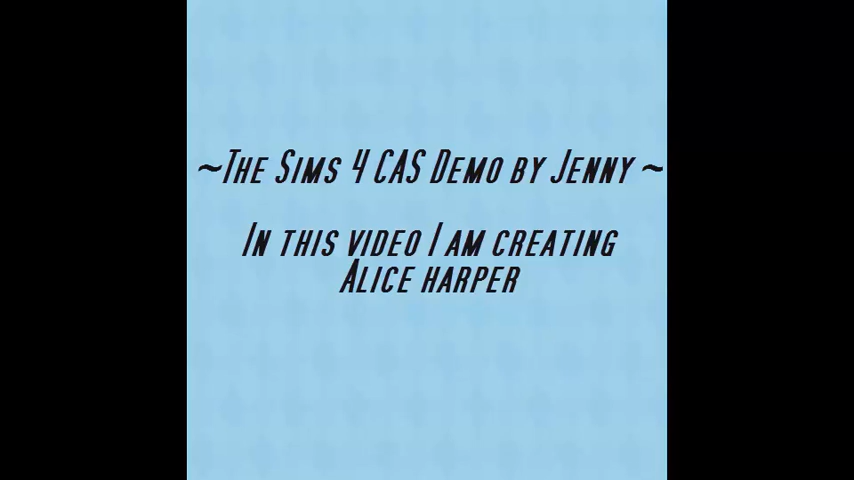 ~The Sims 4 CAS Demo by Jenny ~
In this video I am creating
Alice harper